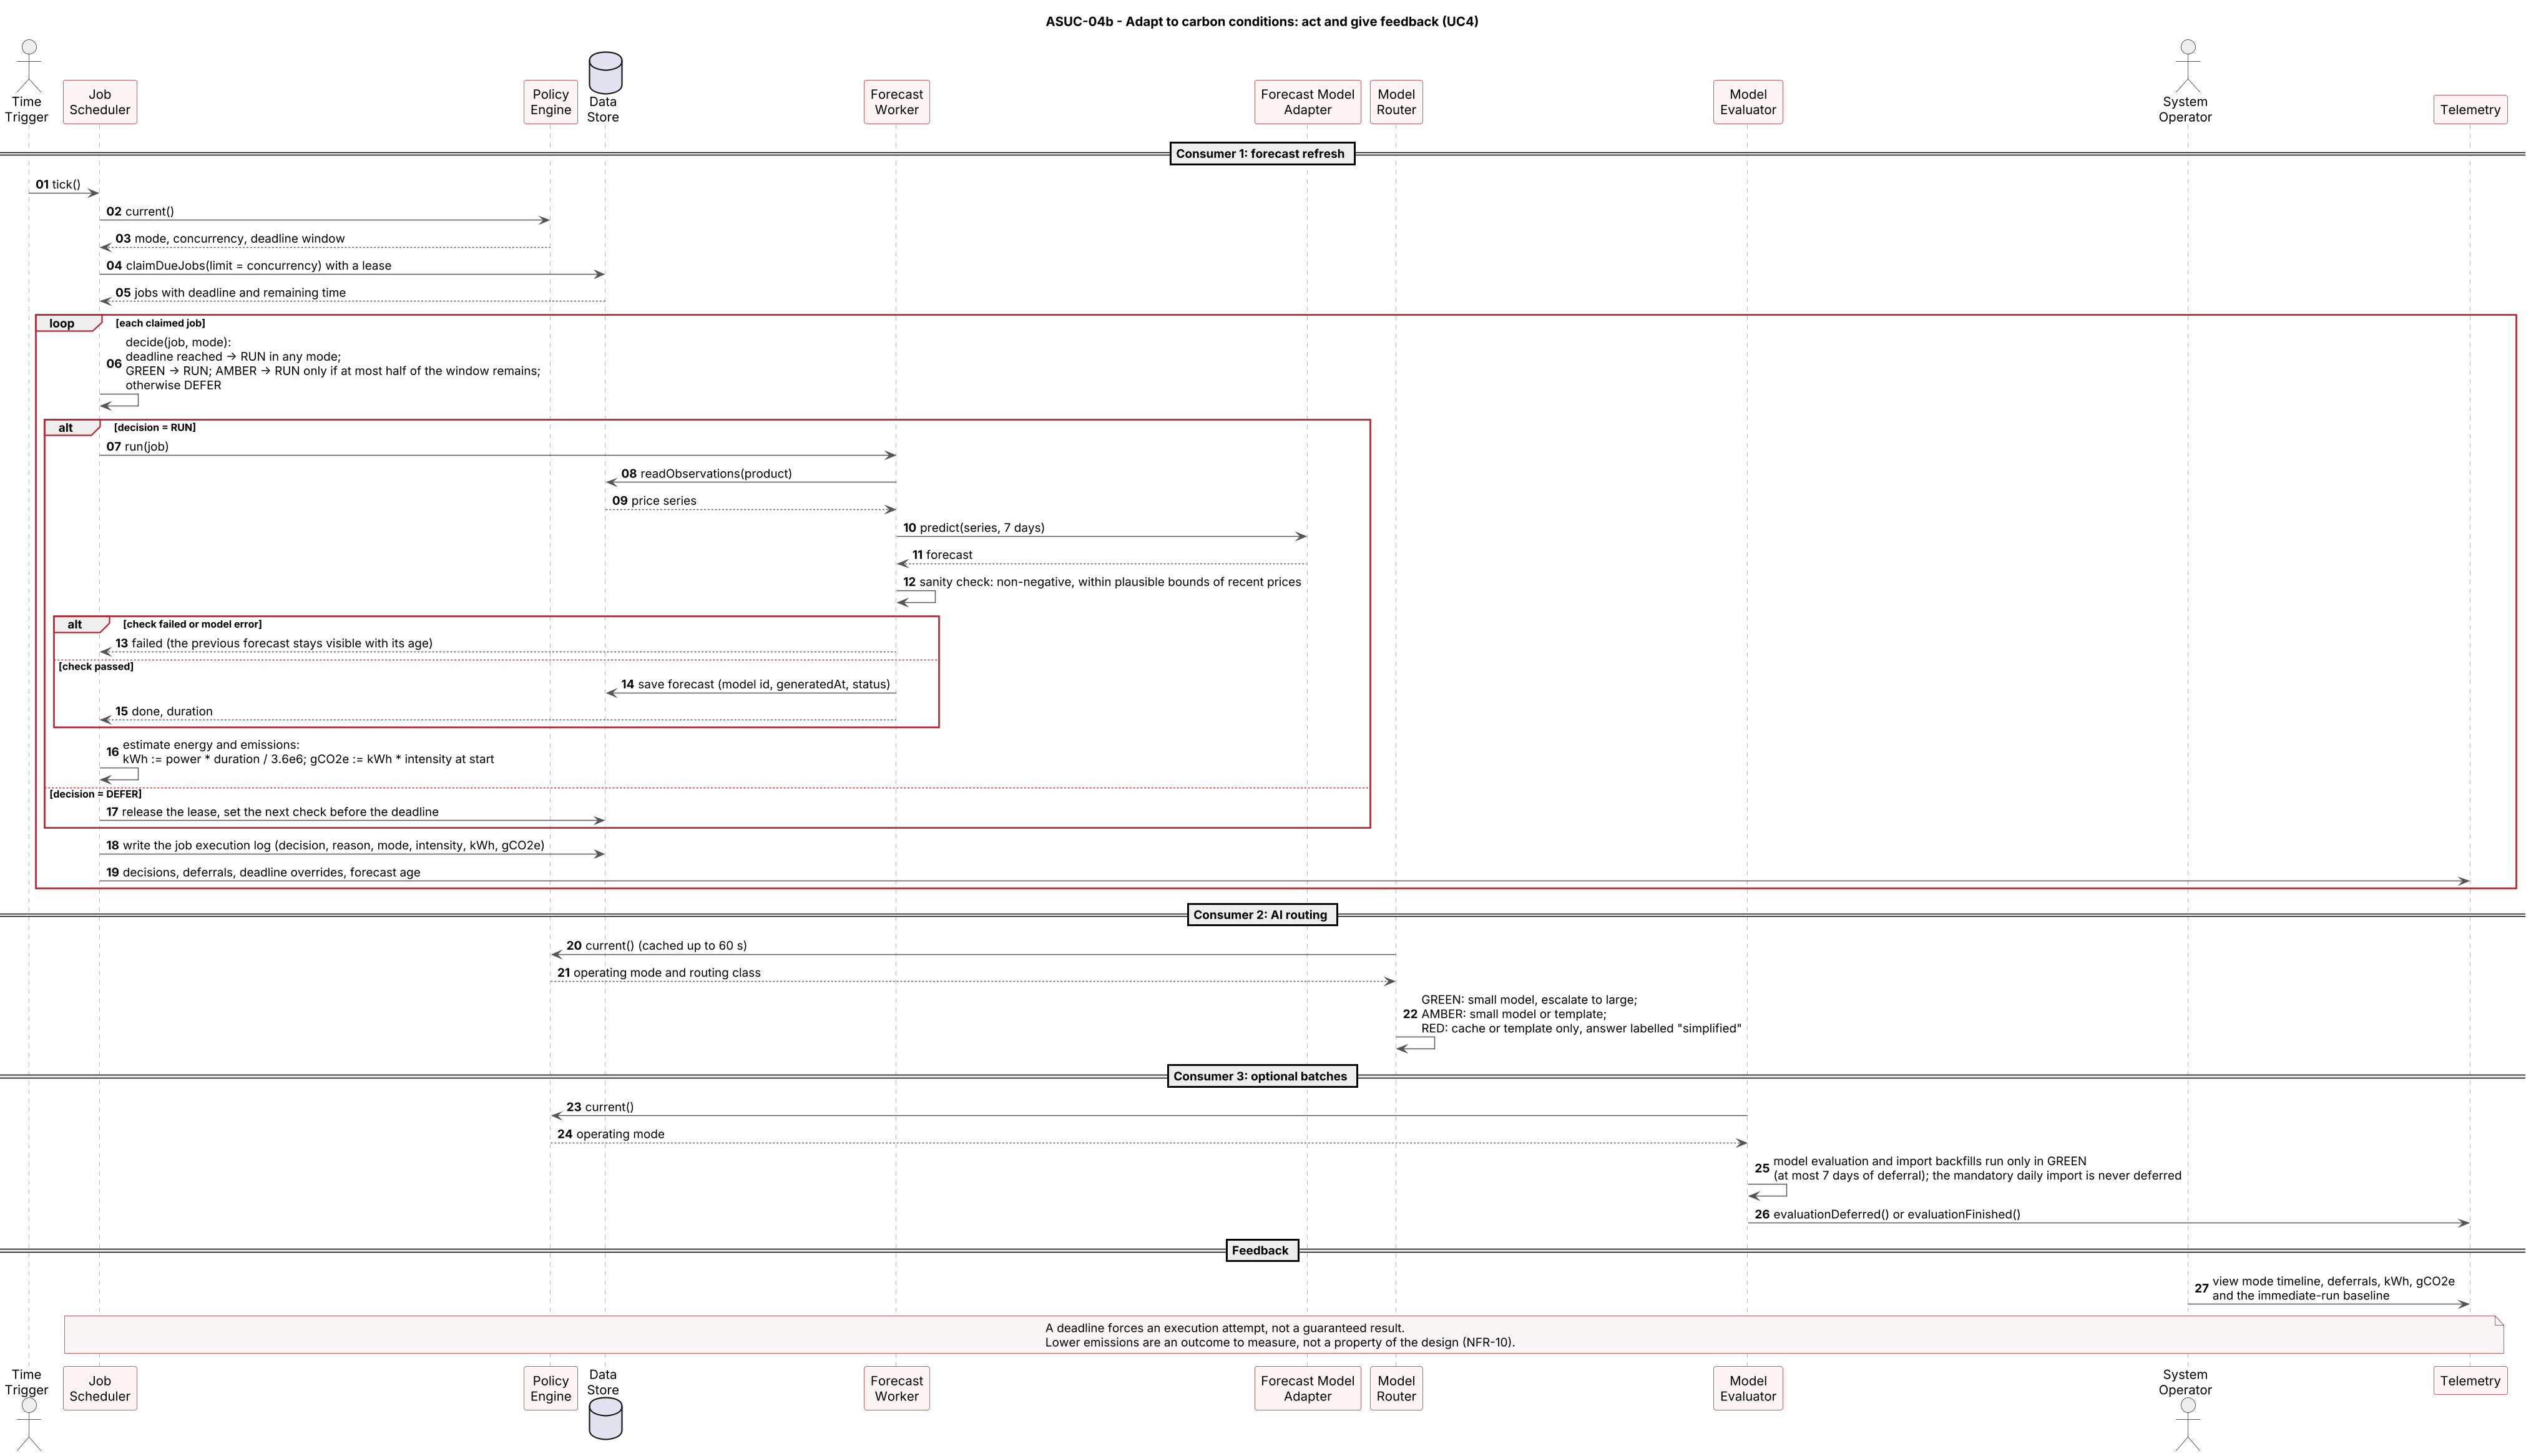 ASUC-04b - Adapt to carbon conditions: act and give feedback (UC4)
Time
Trigger
Job
Scheduler
Policy
Engine
Data
Store
Forecast
Worker
Forecast Model
Adapter
Model
Router
Model
Evaluator
System
Operator
Telemetry
Consumer 1: forecast refresh
01 tick()
02 current()
03 mode, concurrency, deadline window
04 claimDueJobs(limit = concurrency) with a lease
05 jobs with deadline and remaining time
loop [each claimed job]
06 decide(job, mode):
deadline reached → RUN in any mode;
GREEN → RUN; AMBER → RUN only if at most half of the window remains;
otherwise DEFER
alt [decision = RUN]
07 run(job)
08 readObservations(product)
09 price series
10 predict(series, 7 days)
11 forecast
12 sanity check: non-negative, within plausible bounds of recent prices
alt [check failed or model error]
13 failed (the previous forecast stays visible with its age)
[check passed]
14 save forecast (model id, generatedAt, status)
15 done, duration
16 estimate energy and emissions:
kWh := power * duration / 3.6e6; gCO2e := kWh * intensity at start
[decision = DEFER]
17 release the lease, set the next check before the deadline
18 write the job execution log (decision, reason, mode, intensity, kWh, gCO2e)
19 decisions, deferrals, deadline overrides, forecast age
Consumer 2: AI routing
20 current() (cached up to 60 s)
21 operating mode and routing class
22 GREEN: small model, escalate to large;
AMBER: small model or template;
RED: cache or template only, answer labelled "simplified"
Consumer 3: optional batches
23 current()
24 operating mode
25 model evaluation and import backfills run only in GREEN
(at most 7 days of deferral); the mandatory daily import is never deferred
26 evaluationDeferred() or evaluationFinished()
Feedback
27 view mode timeline, deferrals, kWh, gCO2e
and the immediate-run baseline
A deadline forces an execution attempt, not a guaranteed result.
Lower emissions are an outcome to measure, not a property of the design (NFR-10).
Time
Trigger
Job
Scheduler
Policy
Engine
Data
Store
Forecast
Worker
Forecast Model
Adapter
Model
Router
Model
Evaluator
System
Operator
Telemetry